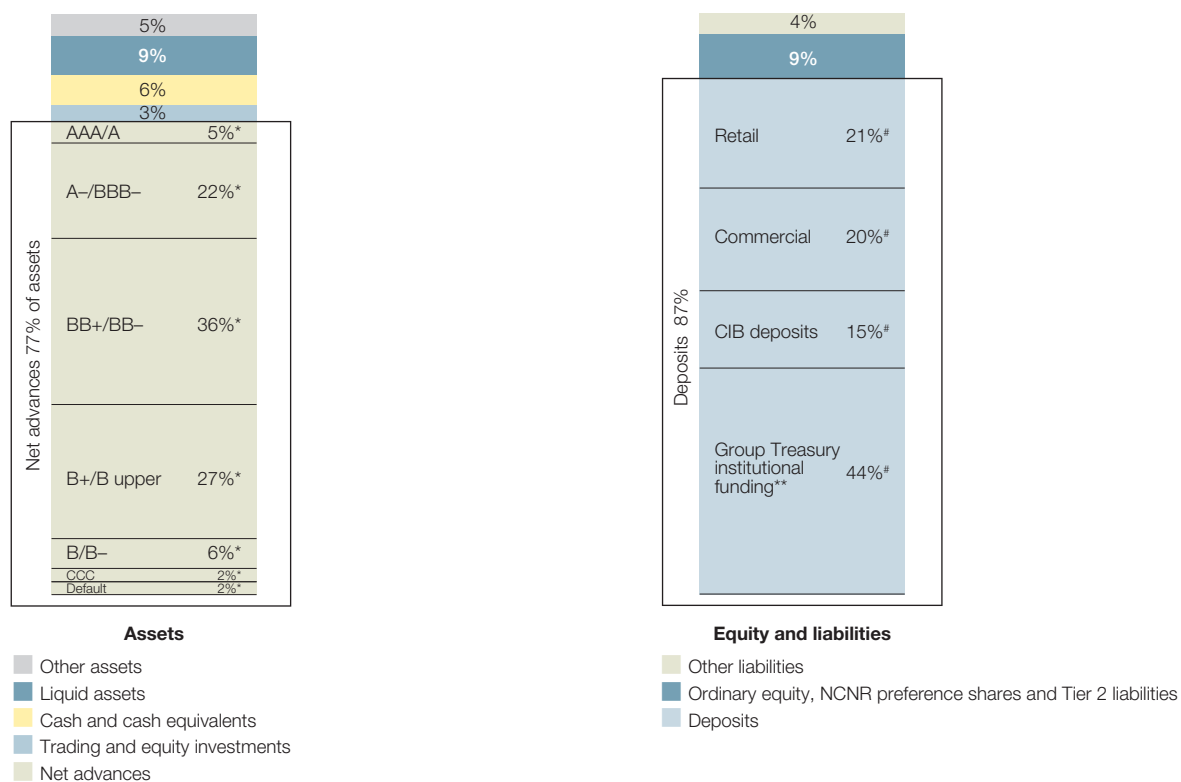 5%
9%
6%
3%
AAA/A 5%*
A–/BBB– 22%*
BB+/BB– 36%*
B+/B upper 27%*
B/B– 6%*
CCC 2%*
Default 2%*
Net advances 77% of assets
Assets
Other assets
Liquid assets
Cash and cash equivalents
Trading and equity investments
Net advances
4%
9%
Retail 21%#
Commercial 20%#
CIB deposits 15%#
Group Treasury
institutional
funding** 44%#
Deposits 87%
Equity and liabilities
Other liabilities
Ordinary equity, NCNR preference shares and Tier 2 liabilities
Deposits